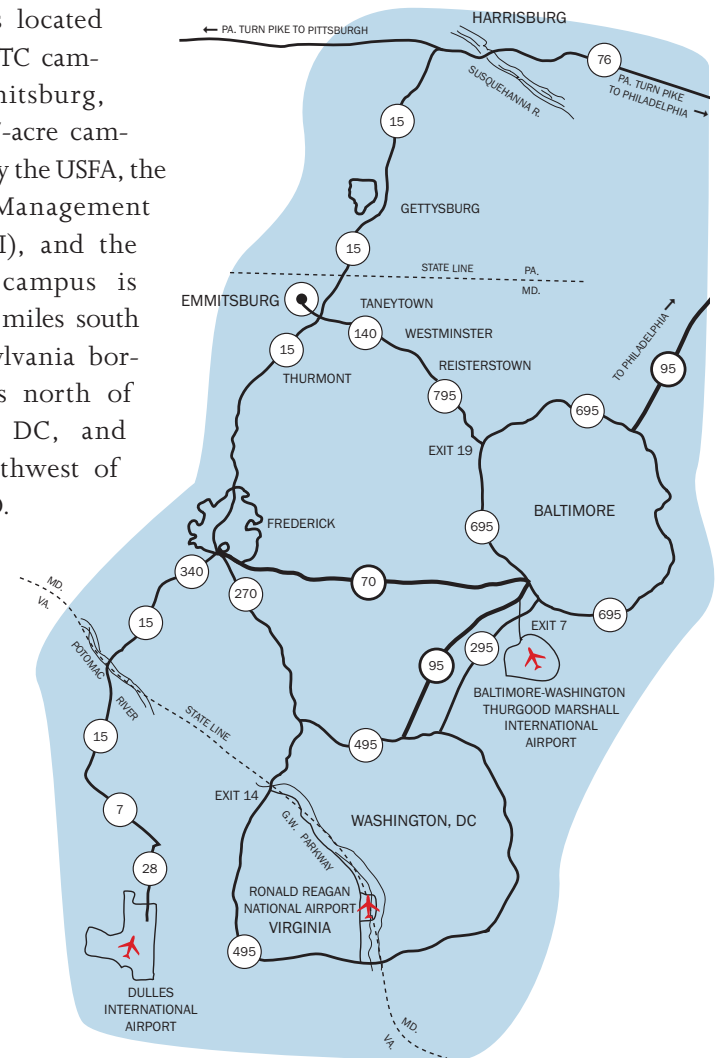 s located
TC cam-
mitsburg,
-acre cam-
y the USFA, the
Management
I), and the
campus is
miles south
ylvania bor-
s north of
DC, and
thwest of
HARRISBURG
PA. TURN PIKE TO PITTSBURGH
76
SUSQUEHANNA R.
PA. TURN PIKE
TO PHILADELPHIA
15
GETTYSBURG
15
STATE LINE
PA.
MD.
EMMITSBURG
TANEYTOWN
140
WESTMINSTER
15
THURMONT
REISTERSTOWN
795
TO PHILADELPHIA
95
695
EXIT 19
BALTIMORE
FREDERICK
695
340
270
70
MD.
VA.
15
695
EXIT 7
295
95
POTOMAC
RIVER
BALTIMORE-WASHINGTON
THURGOOD MARSHALL
INTERNATIONAL
AIRPORT
STATE LINE
15
495
EXIT 14
7
G.W. PARKWAY
WASHINGTON, DC
28
RONALD REAGAN
NATIONAL AIRPORT
VIRGINIA
495
DULLES
INTERNATIONAL
AIRPORT
MD.
VA.